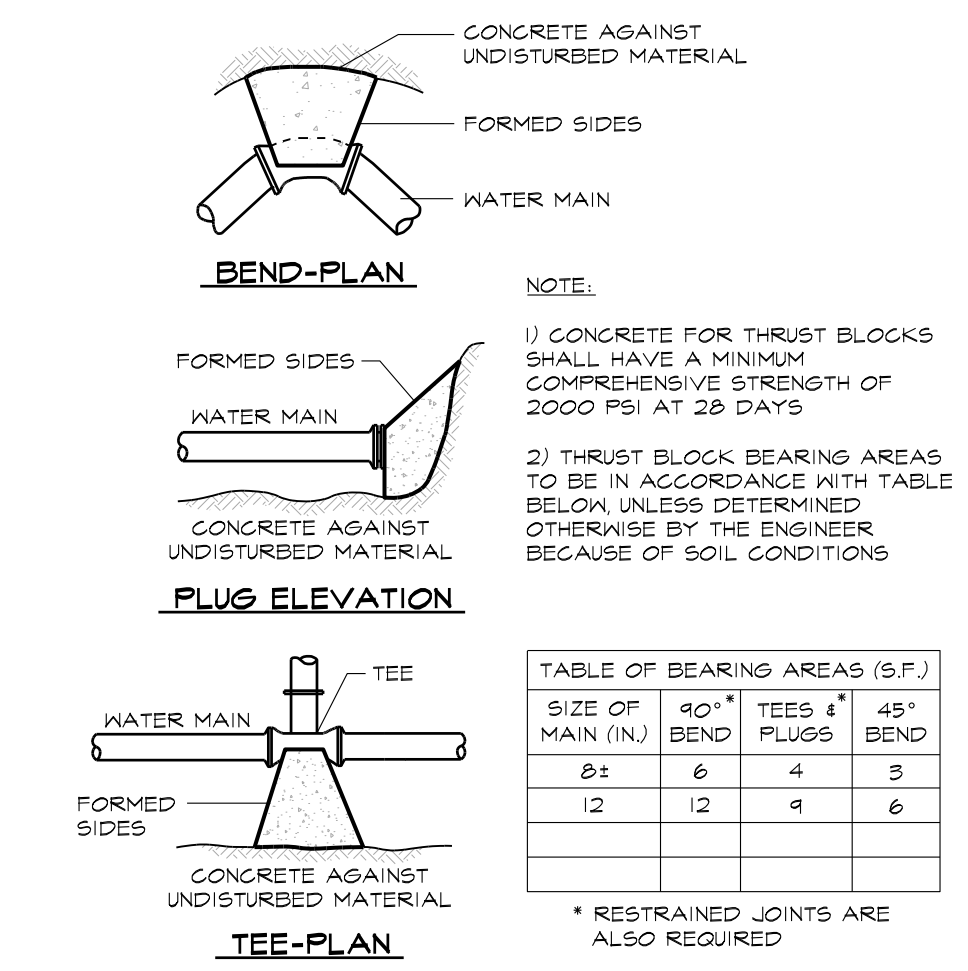 CONCRETE AGAINST
UNDISTURBED MATERIAL
FORMED SIDES
WATER MAIN
BEND-PLAN
FORMED SIDES
WATER MAIN
CONCRETE AGAINST
UNDISTURBED MATERIAL
PLUG ELEVATION
TEE
WATER MAIN
FORMED
SIDES
CONCRETE AGAINST
UNDISTURBED MATERIAL
TEE-PLAN
NOTE:
1) CONCRETE FOR THRUST BLOCKS
SHALL HAVE A MINIMUM
COMPREHENSIVE STRENGTH OF
2000 PSI AT 28 DAYS
2) THRUST BLOCK BEARING AREAS
TO BE IN ACCORDANCE WITH TABLE
BELOW, UNLESS DETERMINED
OTHERWISE BY THE ENGINEER
BECAUSE OF SOIL CONDITIONS
TABLE OF BEARING AREAS (S.F.)
SIZE OF MAIN (IN.) 90°* BEND TEES &* PLUGS 45° BEND
8± 6 4 3
12 12 9 6
* RESTRAINED JOINTS ARE
ALSO REQUIRED